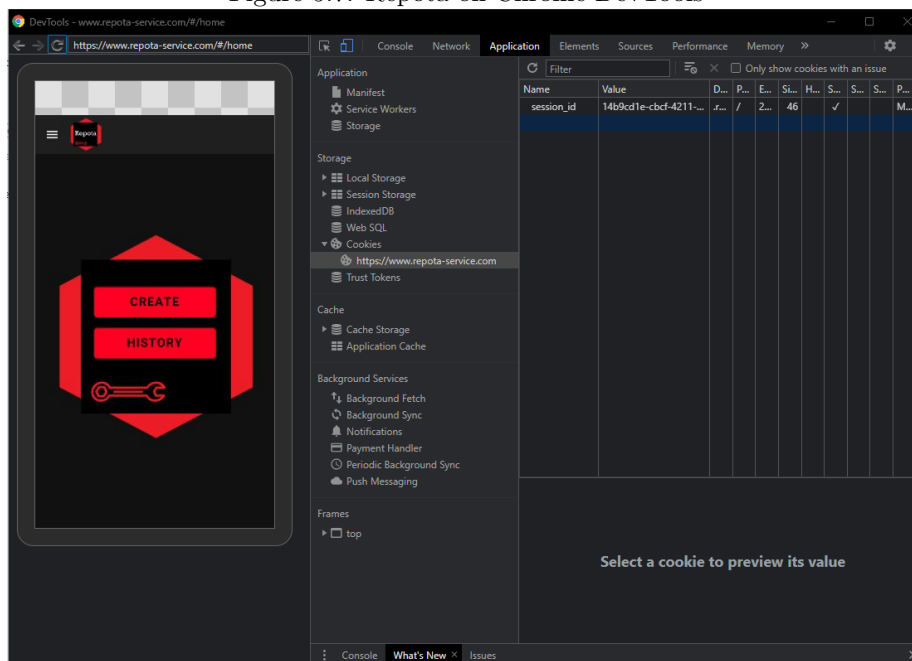 DevTools - www.repota-service.com/#/home
https://www.repota-service.com/#/home
Console Network Application Elements Sources Performance Memory »
Repota
CREATE
HISTORY
Application
Manifest
Service Workers
Storage
Storage
Local Storage
Session Storage
IndexedDB
Web SQL
Cookies
https://www.repota-service.com
Trust Tokens
Cache
Cache Storage
Application Cache
Background Services
Background Fetch
Background Sync
Notifications
Payment Handler
Periodic Background Sync
Push Messaging
Frames
top
Filter Only show cookies with an issue
Name Value D... P... E... Si... H... S... S... S... P...
session_id 14b9cd1e-cbcf-4211-... .r... / 2... 46 ✓ M...
Select a cookie to preview its value
Console What's New × Issues